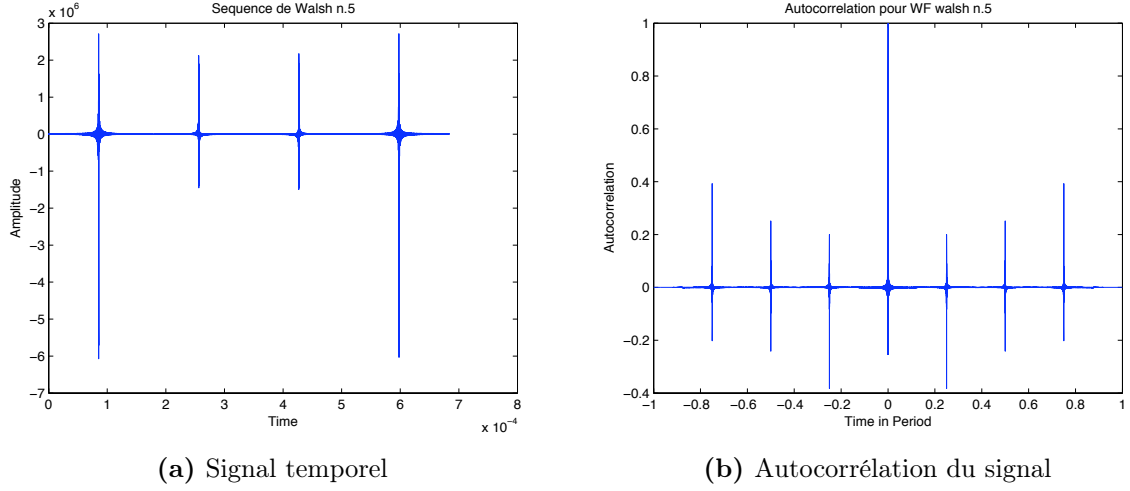 Sequence de Walsh n.5
x 10^6
3
2
1
0
−1
−2
−3
−4
−5
−6
−7
Amplitude
0 1 2 3 4 5 6 7 8
Time
x 10^-4
(a) Signal temporel
Autocorrelation pour WF walsh n.5
1
0.8
0.6
0.4
0.2
0
−0.2
−0.4
Autocorrelation
−1 −0.8 −0.6 −0.4 −0.2 0 0.2 0.4 0.6 0.8 1
Time in Period
(b) Autocorrélation du signal